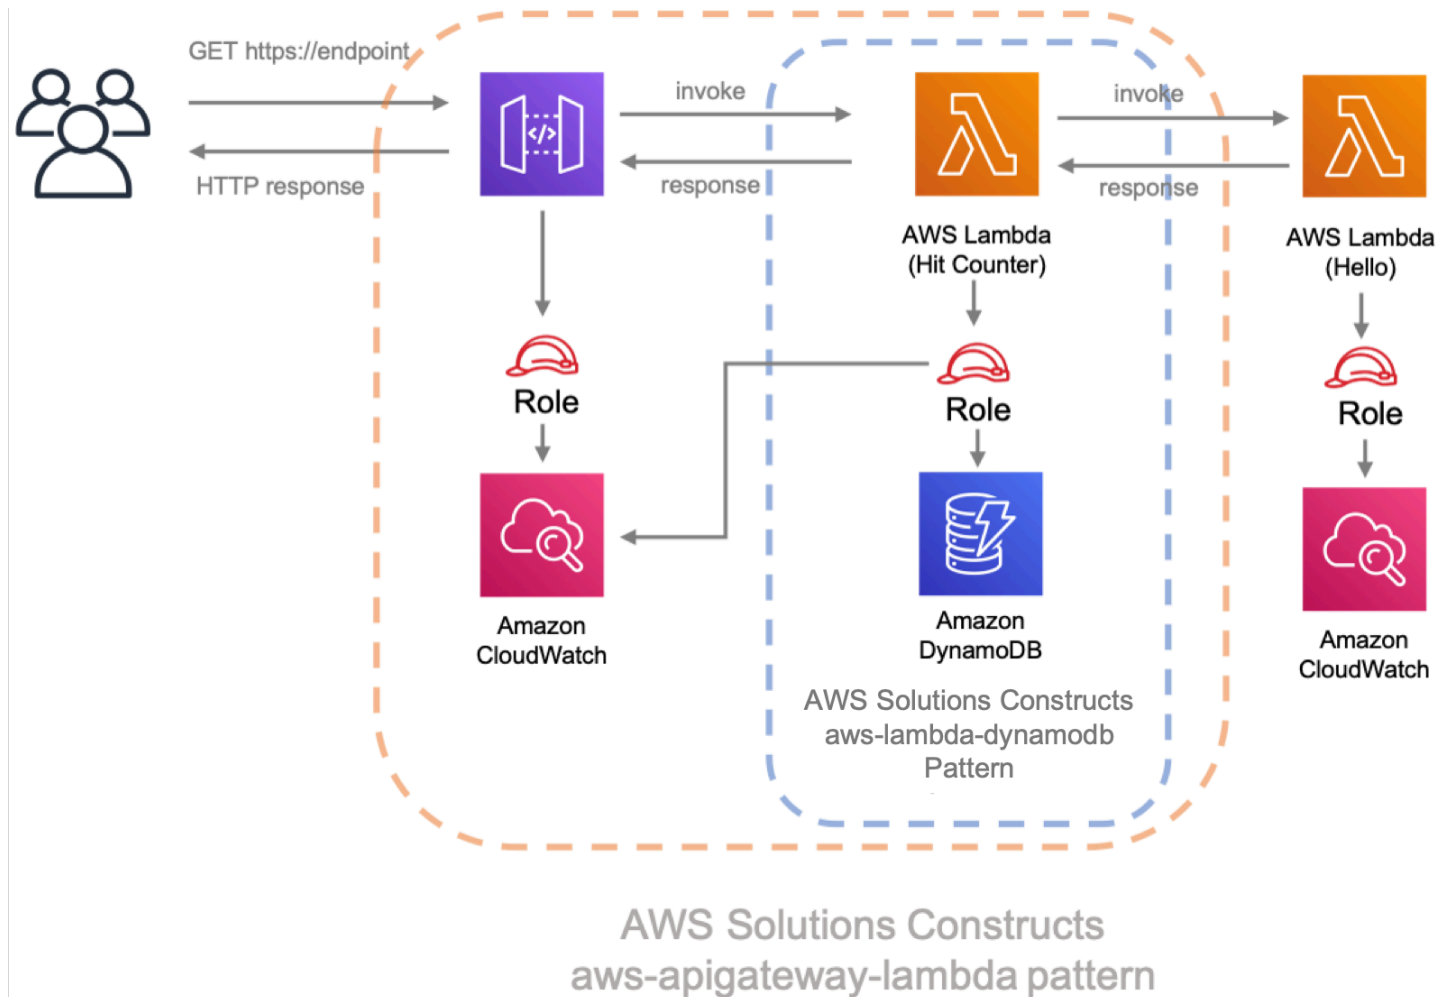 GET https://endpoint
HTTP response
invoke
response
invoke
response
</>
AWS Lambda
(Hit Counter)
AWS Lambda
(Hello)
Role
Role
Role
Amazon
CloudWatch
Amazon
DynamoDB
Amazon
CloudWatch
AWS Solutions Constructs
aws-lambda-dynamodb
Pattern
AWS Solutions Constructs
aws-apigateway-lambda pattern